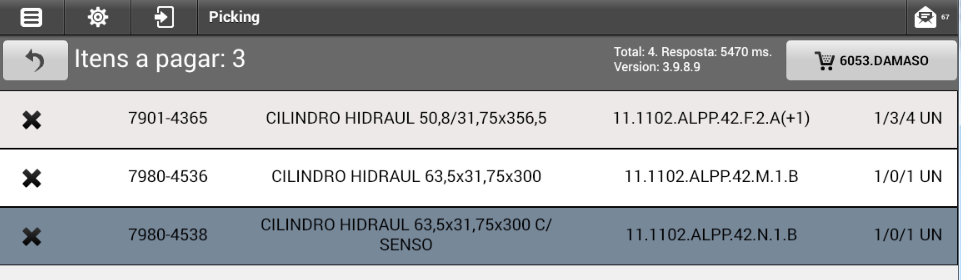 Picking
67
Itens a pagar: 3
Total: 4. Resposta: 5470 ms.
Version: 3.9.8.9
6053.DAMASO
7901-4365 CILINDRO HIDRAUL 50,8/31,75x356,5 11.1102.ALPP.42.F.2.A(+1) 1/3/4 UN
7980-4536 CILINDRO HIDRAUL 63,5x31,75x300 11.1102.ALPP.42.M.1.B 1/0/1 UN
7980-4538 CILINDRO HIDRAUL 63,5x31,75x300 C/ SENSO 11.1102.ALPP.42.N.1.B 1/0/1 UN